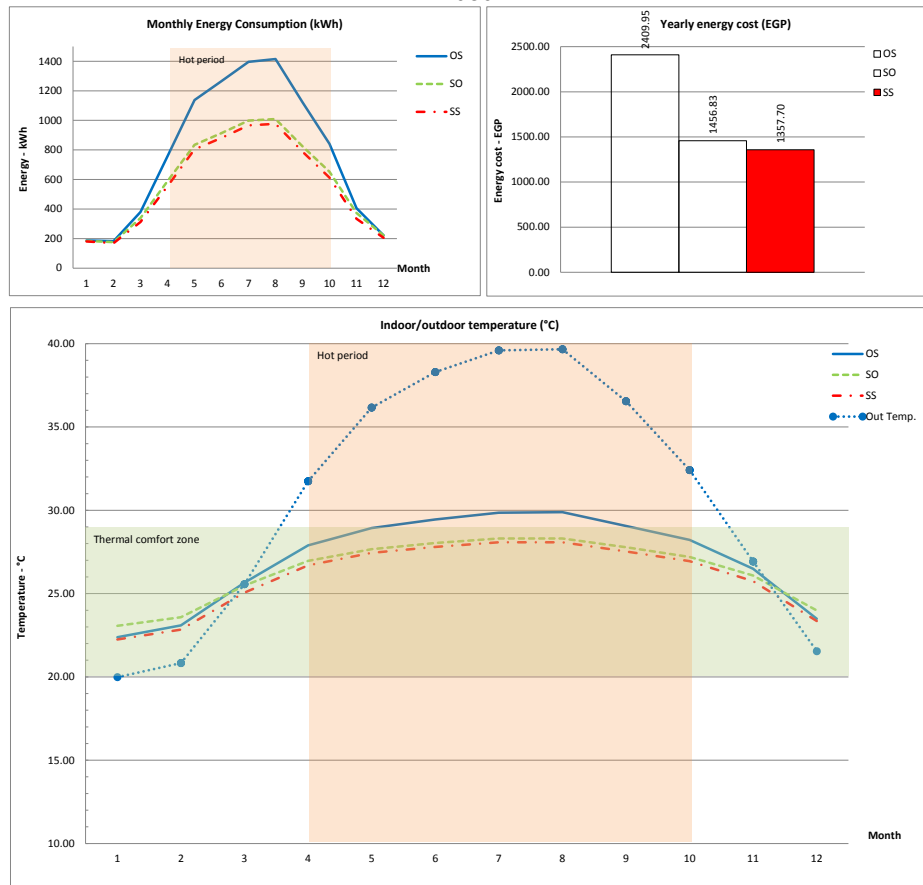 Monthly Energy Consumption (kWh)
Hot period
1400
1200
1000
800
600
400
200
0
Energy - kWh
1 2 3 4 5 6 7 8 9 10 11 12
Month
OS
SO
SS
Yearly energy cost (EGP)
2500.00
2000.00
1500.00
1000.00
500.00
0.00
Energy cost - EGP
2409.95
1456.83
1357.70
OS
SO
SS
Indoor/outdoor temperature (°C)
40.00
35.00
30.00
25.00
20.00
15.00
10.00
Temperature - °C
Hot period
Thermal comfort zone
OS
SO
SS
Out Temp.
Month
1 2 3 4 5 6 7 8 9 10 11 12